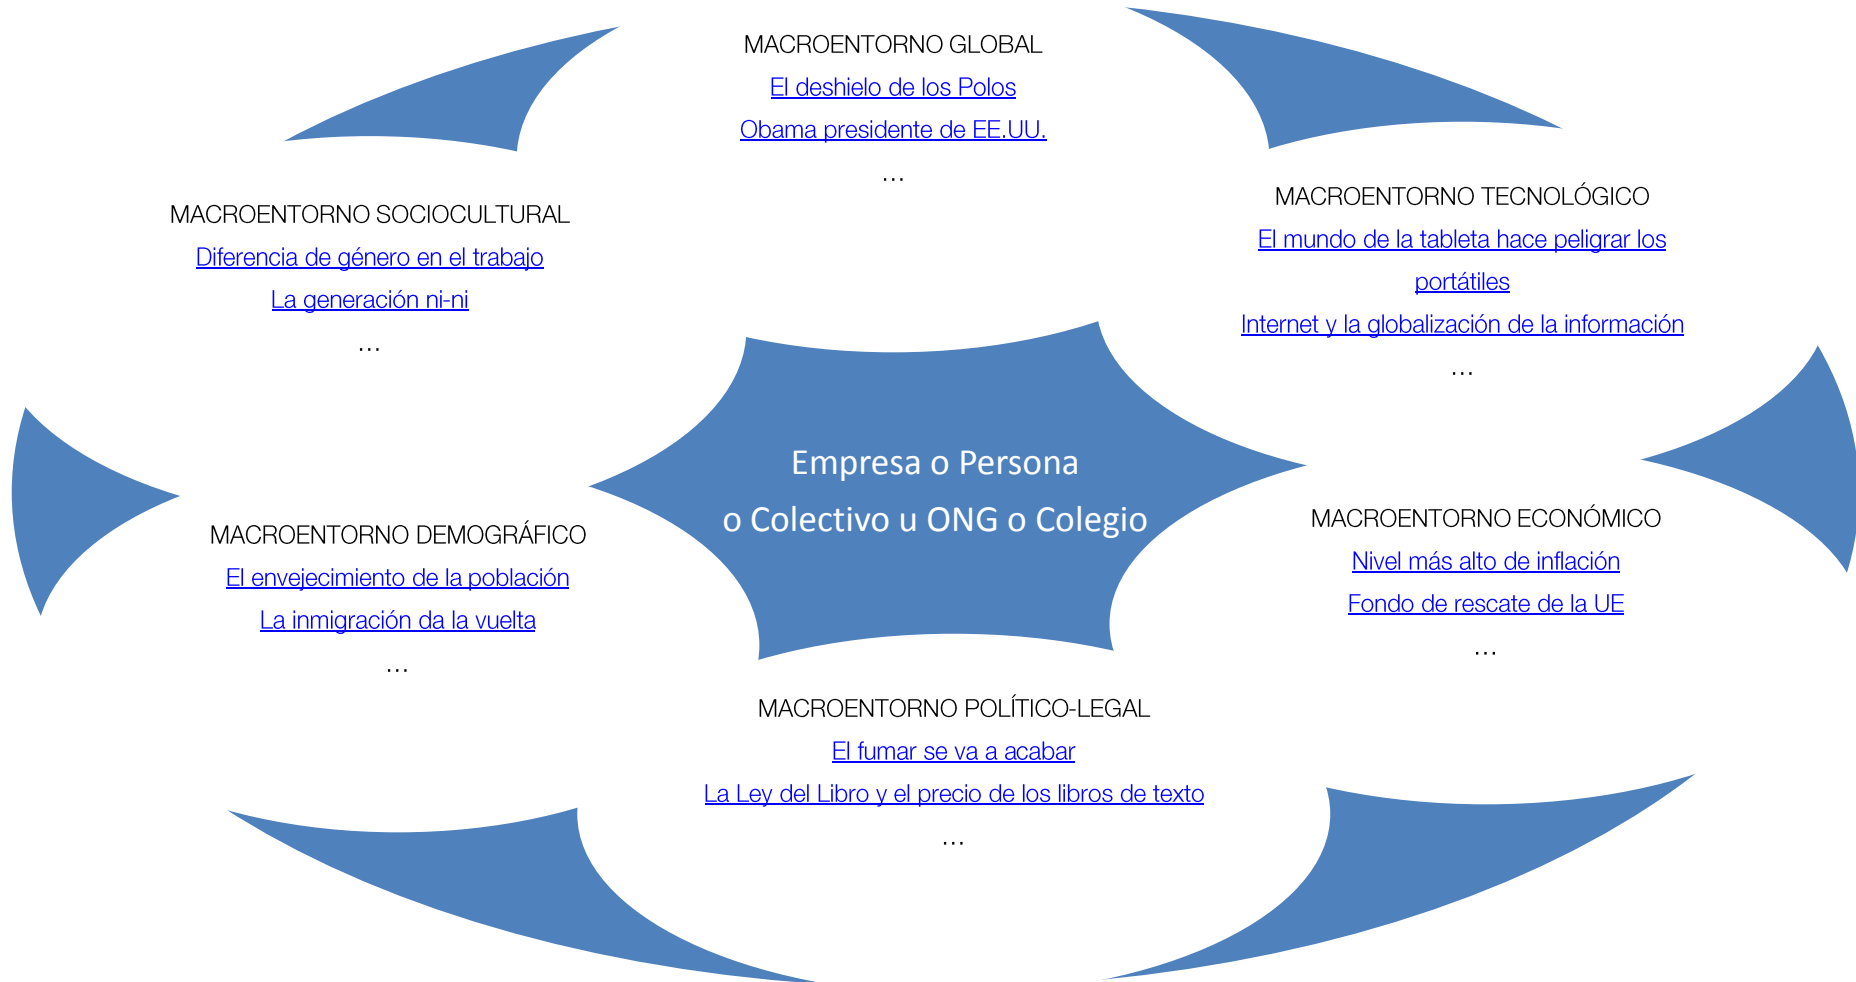 MACROENTORNO GLOBAL
El deshielo de los Polos
Obama presidente de EE.UU.
...
MACROENTORNO SOCIOCULTURAL
Diferencia de género en el trabajo
La generación ni-ni
...
MACROENTORNO TECNOLÓGICO
El mundo de la tableta hace peligrar los
portátiles
Internet y la globalización de la información
...
Empresa o Persona
o Colectivo u ONG o Colegio
MACROENTORNO DEMOGRÁFICO
El envejecimiento de la población
La inmigración da la vuelta
...
MACROENTORNO ECONÓMICO
Nivel más alto de inflación
Fondo de rescate de la UE
...
MACROENTORNO POLÍTICO-LEGAL
El fumar se va a acabar
La Ley del Libro y el precio de los libros de texto
...